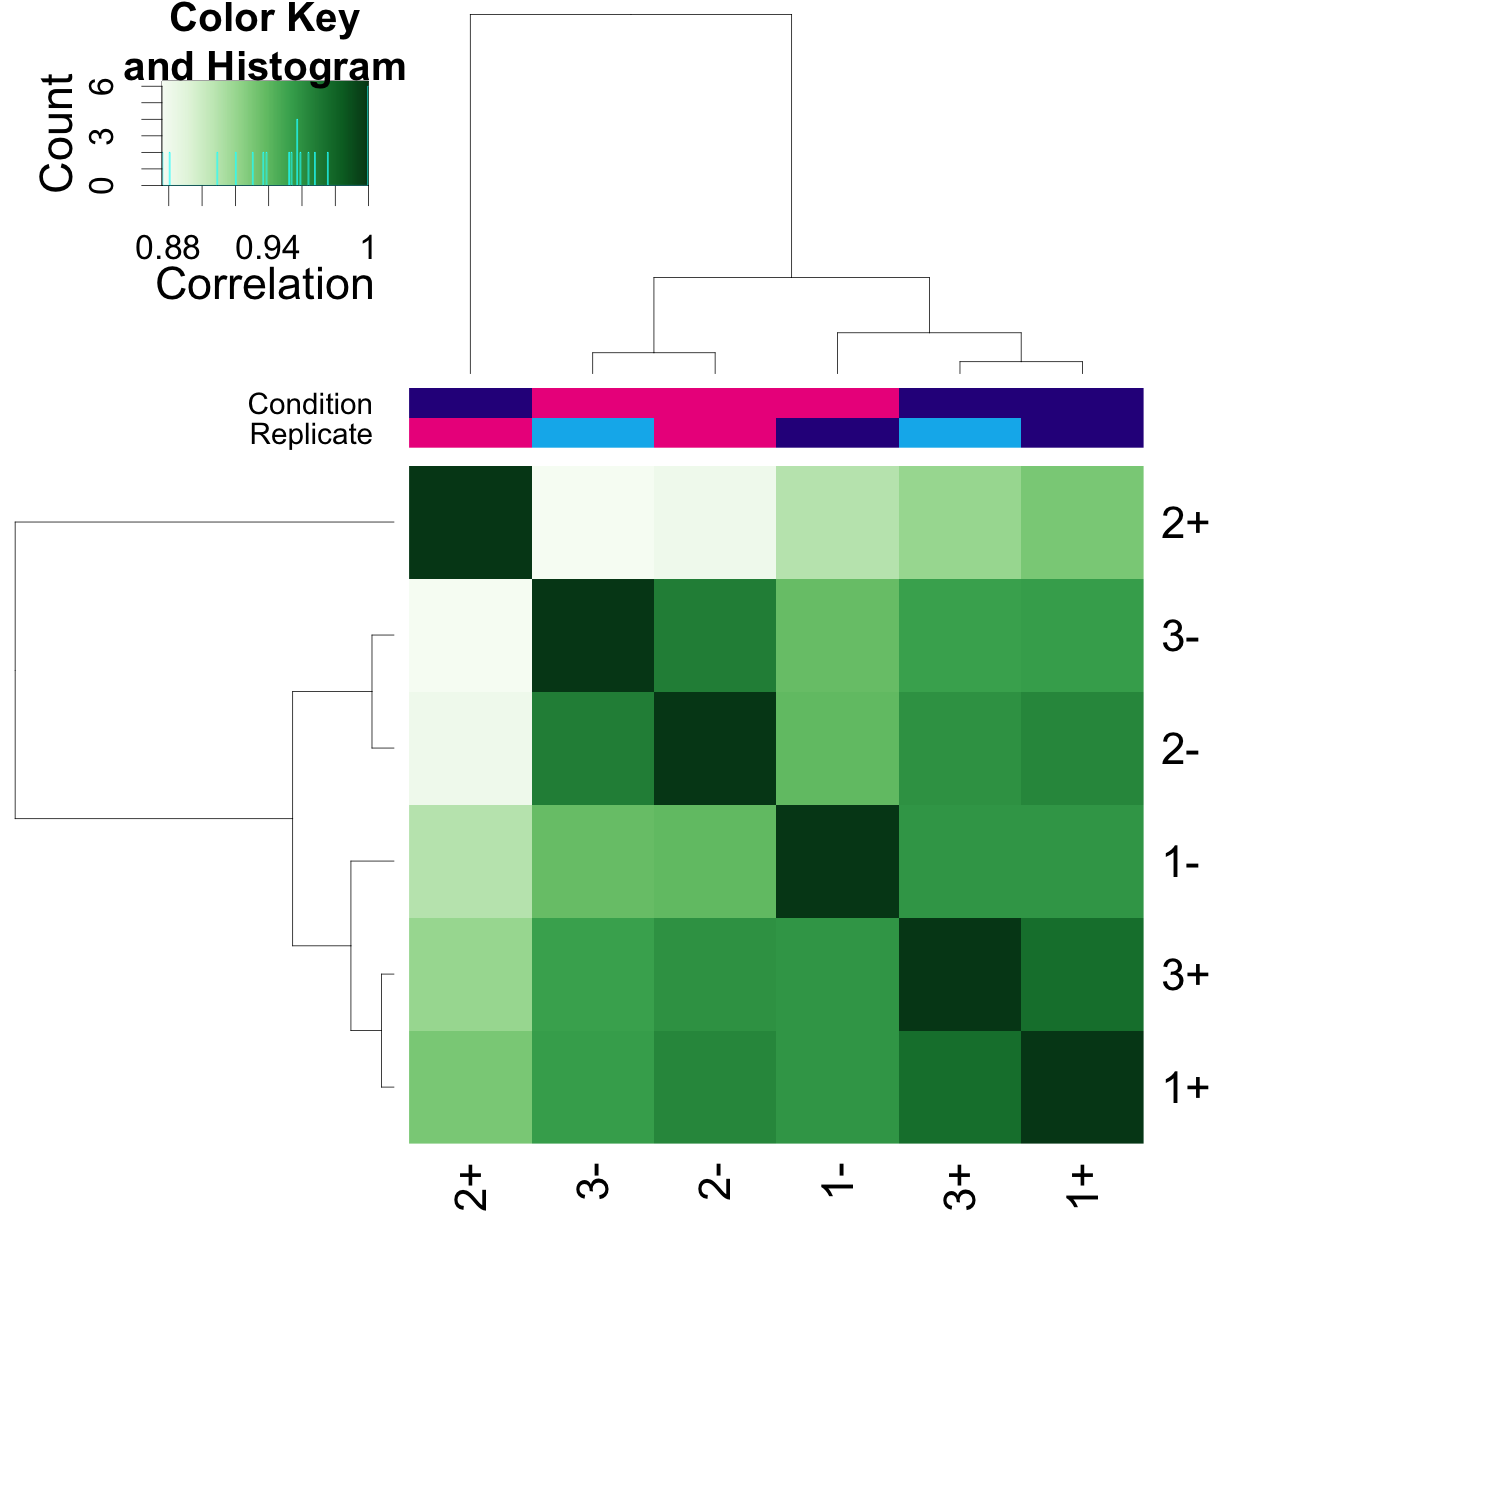 Color Key
and Histogram
Count
0 3 6
0.88 0.94 1
Correlation
Condition
Replicate
2+
3-
2-
1-
3+
1+
2+ 3- 2- 1- 3+ 1+